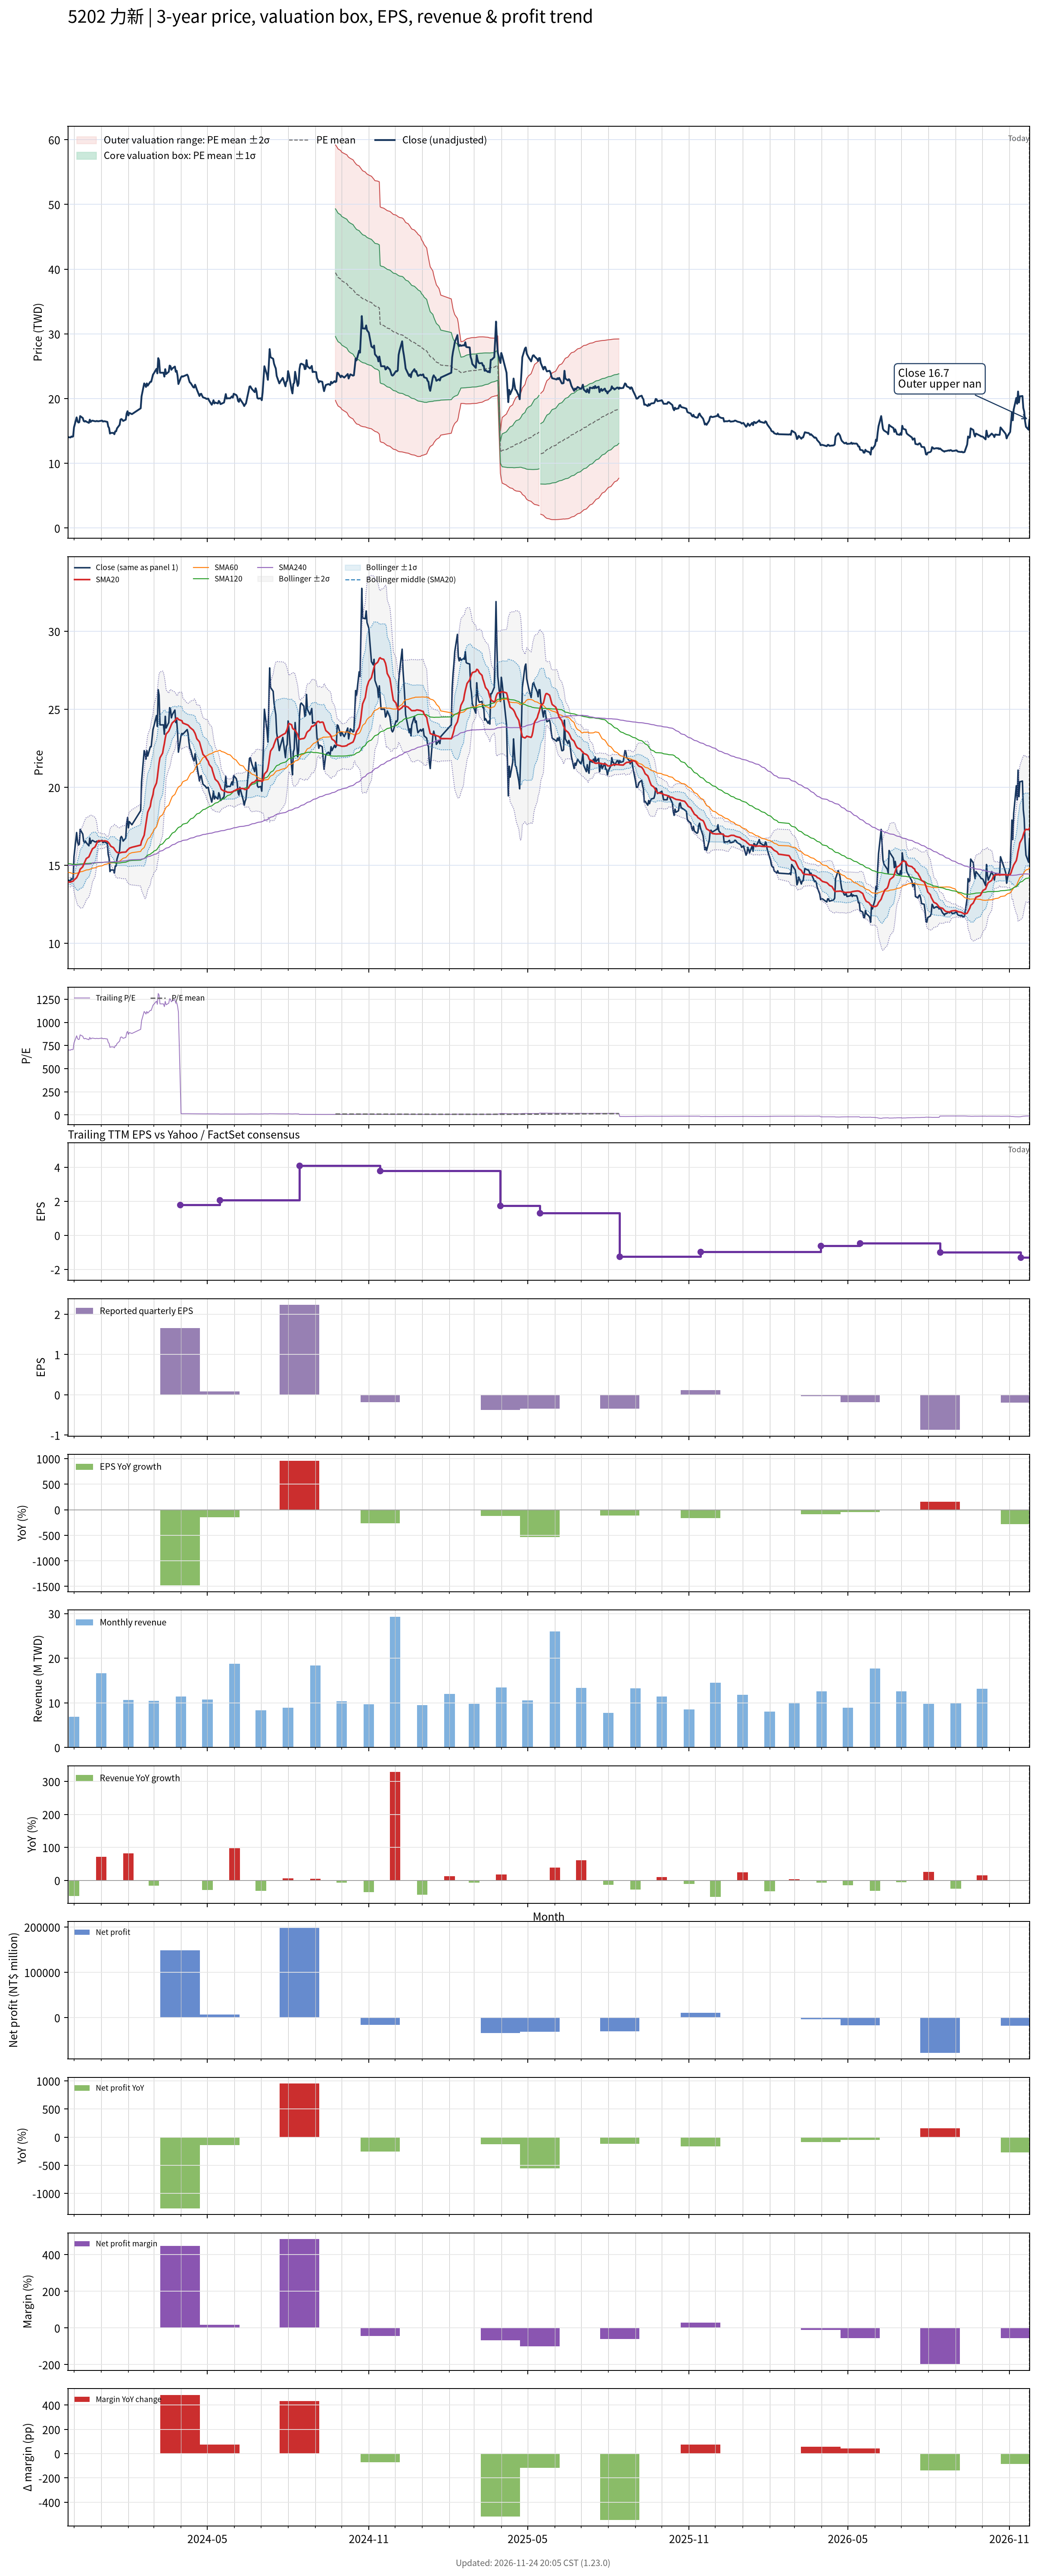 5202 力新 | 3-year price, valuation box, EPS, revenue & profit trend
Outer valuation range: PE mean ±2σ
PE mean
Close (unadjusted)
Core valuation box: PE mean ±1σ
Today
Price (TWD)
60
50
40
30
20
10
0
Close 16.7
Outer upper nan
Close (same as panel 1)
SMA60
SMA240
Bollinger ±1σ
SMA20
SMA120
Bollinger ±2σ
Bollinger middle (SMA20)
Price
30
25
20
15
10
Trailing P/E
P/E mean
P/E
1250
1000
750
500
250
0
Trailing TTM EPS vs Yahoo / FactSet consensus
Today
EPS
4
2
0
-2
Reported quarterly EPS
EPS
2
1
0
-1
EPS YoY growth
YoY (%)
1000
500
0
-500
-1000
-1500
Monthly revenue
Revenue (M TWD)
30
20
10
0
Revenue YoY growth
YoY (%)
300
200
100
0
Month
Net profit
Net profit (NT$ million)
200000
100000
0
Net profit YoY
YoY (%)
1000
500
0
-500
-1000
Net profit margin
Margin (%)
400
200
0
-200
Margin YoY change
Δ margin (pp)
400
200
0
-200
-400
2024-05
2024-11
2025-05
2025-11
2026-05
2026-11
Updated: 2026-11-24 20:05 CST (1.23.0)